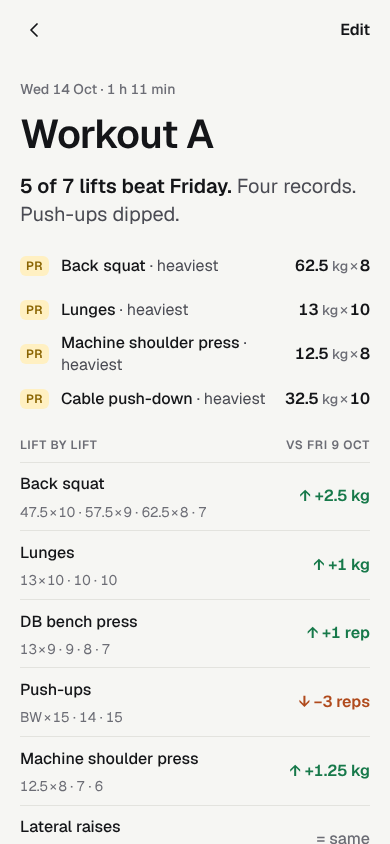 Edit
Wed 14 Oct · 1 h 11 min
Workout A
5 of 7 lifts beat Friday. Four records.
Push-ups dipped.
PR Back squat · heaviest 62.5 kg × 8
PR Lunges · heaviest 13 kg × 10
PR Machine shoulder press ·
heaviest 12.5 kg × 8
PR Cable push-down · heaviest 32.5 kg × 10
LIFT BY LIFT VS FRI 9 OCT
Back squat
47.5×10 · 57.5×9 · 62.5×8 · 7
↑ +2.5 kg
Lunges
13×10 · 10 · 10
↑ +1 kg
DB bench press
13×9 · 9 · 8 · 7
↑ +1 rep
Push-ups
BW×15 · 14 · 15
↓ −3 reps
Machine shoulder press
12.5×8 · 7 · 6
↑ +1.25 kg
Lateral raises
= same